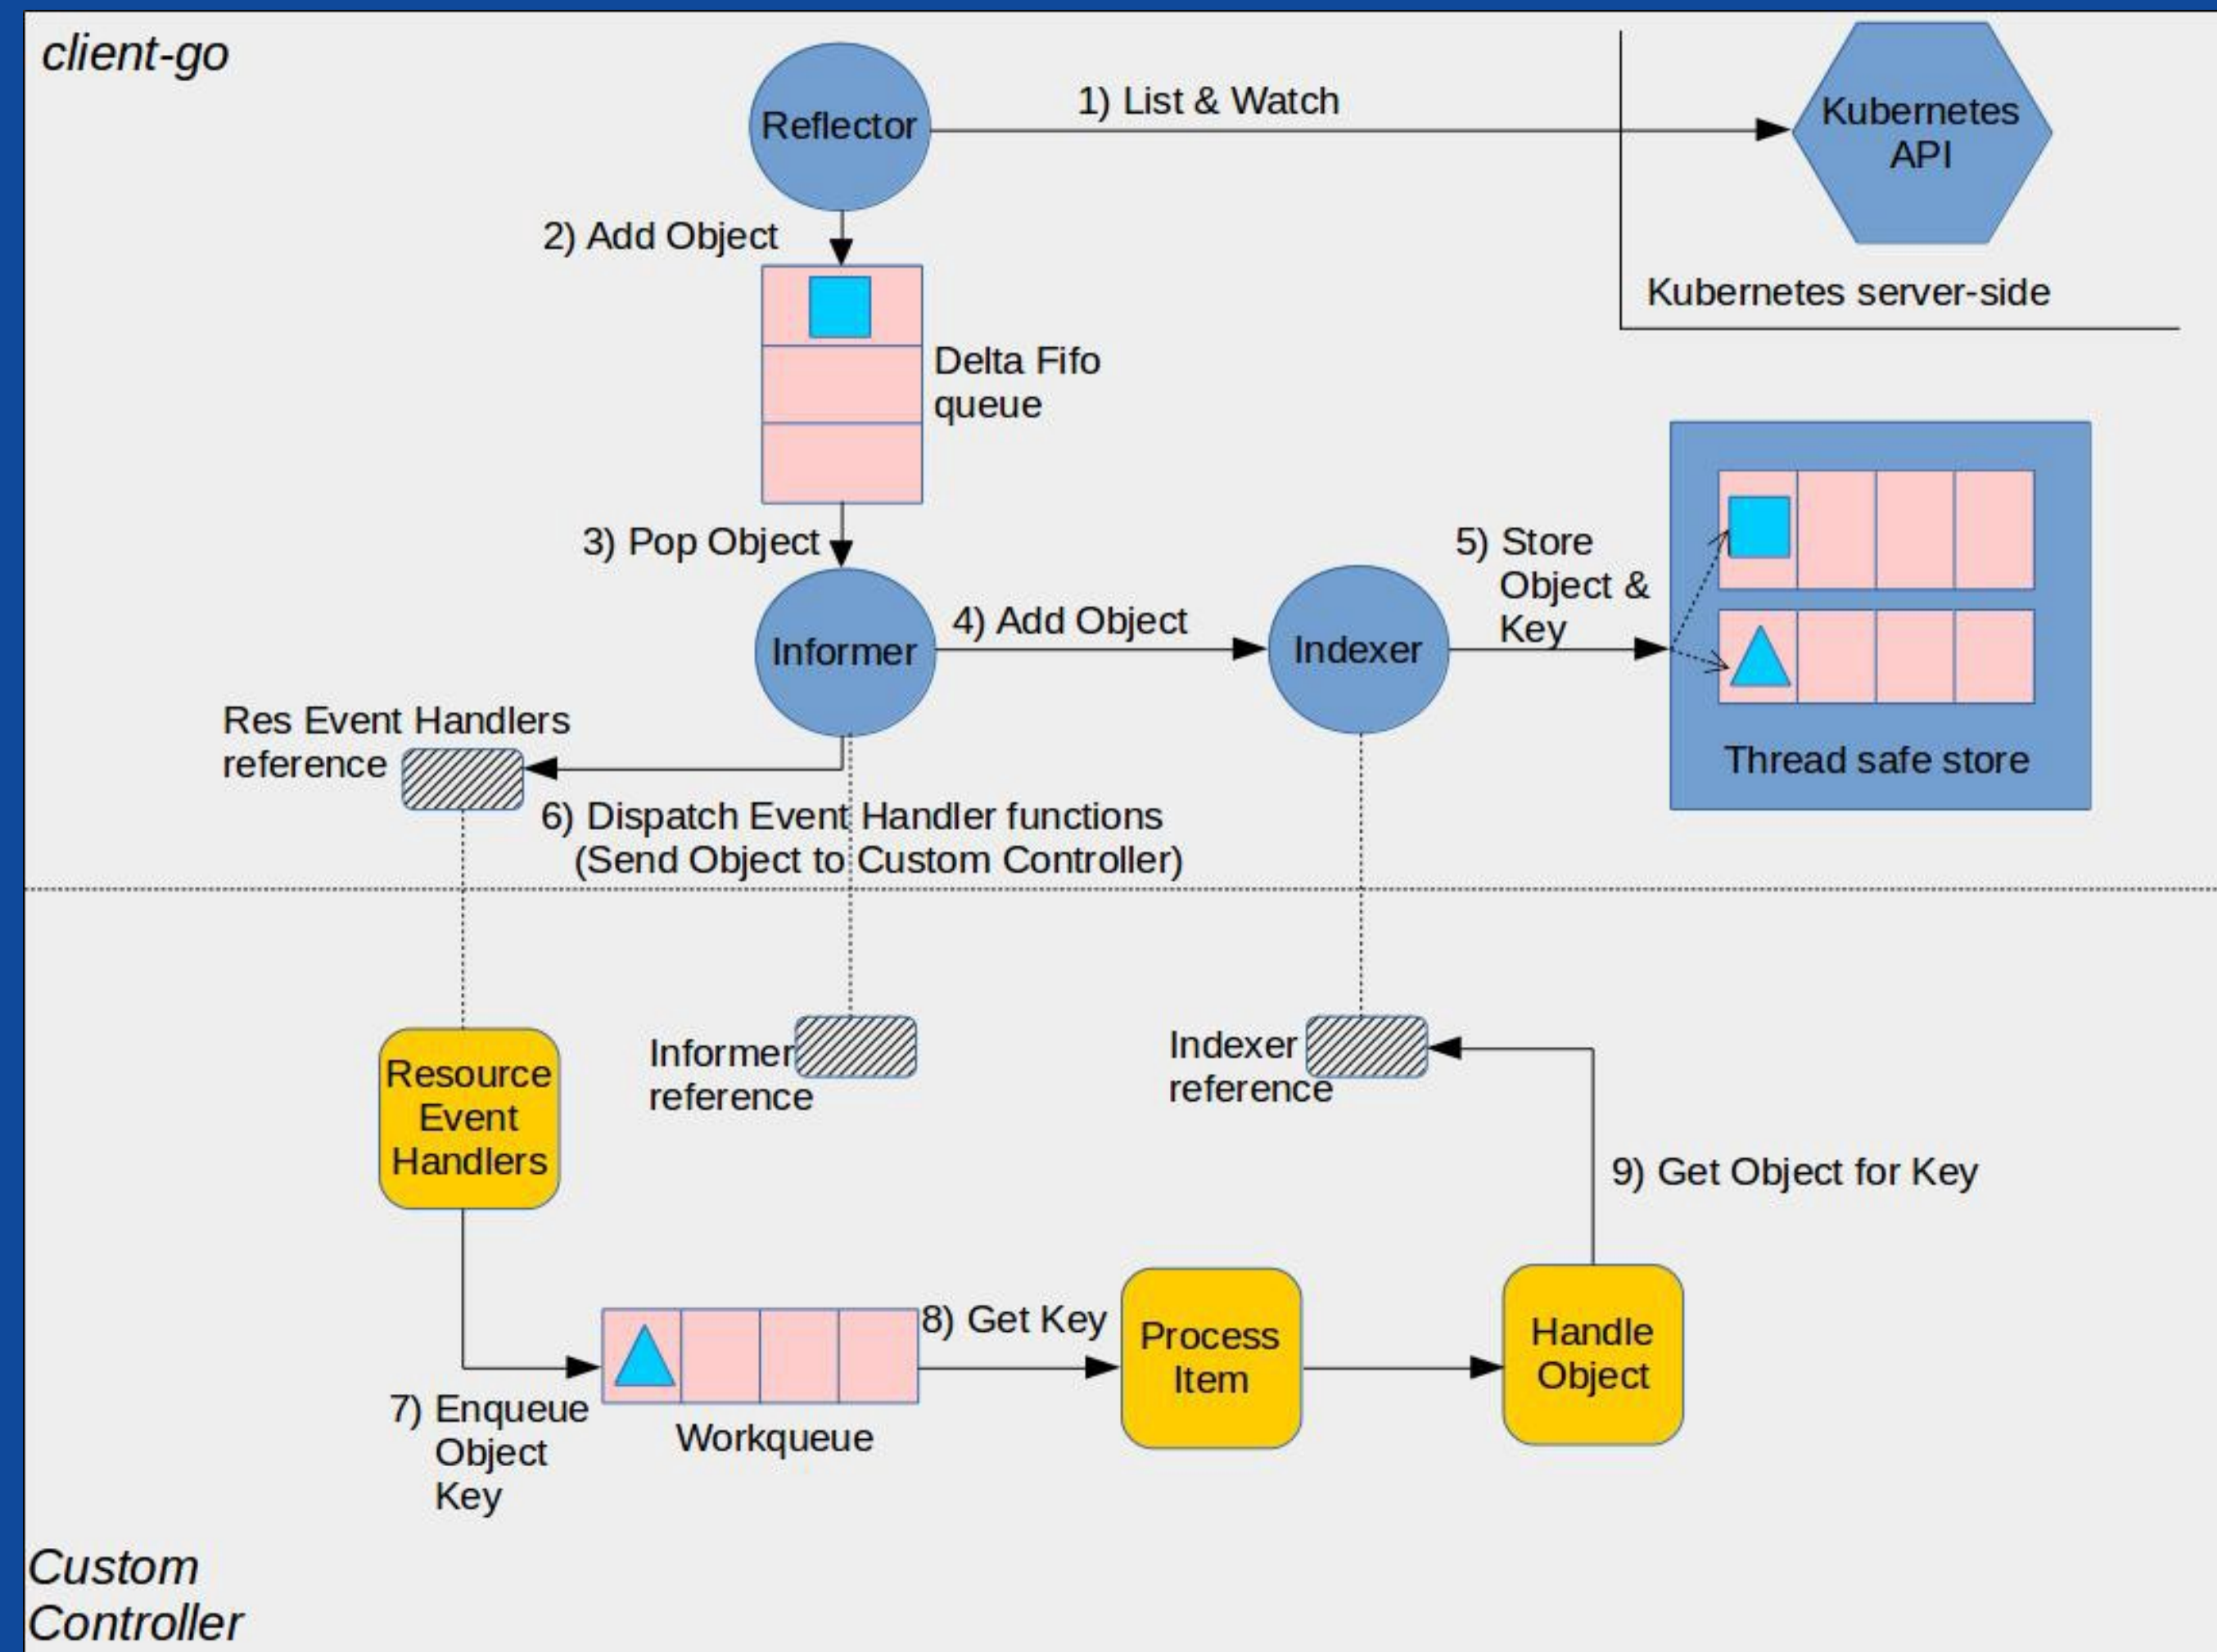 client-go
Reflector
1) List & Watch
Kubernetes
API
2) Add Object
Kubernetes server-side
Delta Fifo
queue
3) Pop Object
Informer
4) Add Object
Indexer
5) Store
Object &
Key
Thread safe store
Res Event Handlers
reference
6) Dispatch Event Handler functions
(Send Object to Custom Controller)
Resource
Event
Handlers
Informer
reference
Indexer
reference
9) Get Object for Key
7) Enqueue
Object
Key
Workqueue
8) Get Key
Process
Item
Handle
Object
Custom
Controller